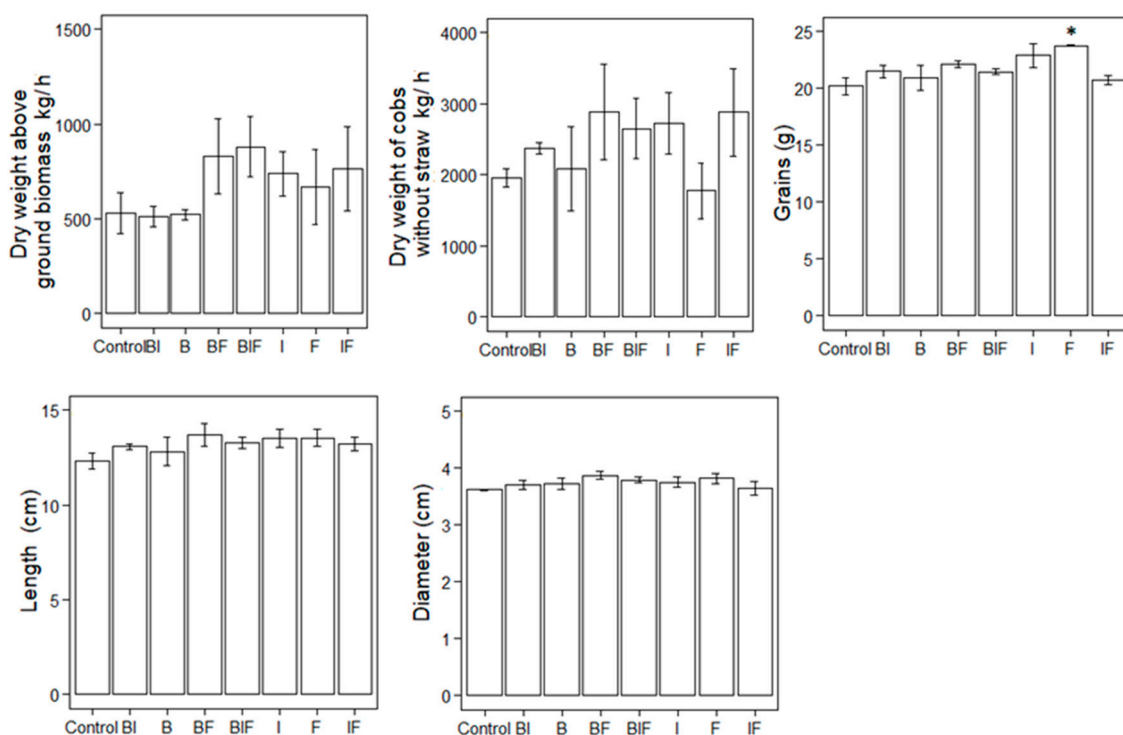 Dry weight above
ground biomass kg/ h
1500
1000
500
0
Control BI B BF BIF I F IF
Dry weight of cobs
without straw kg/ h
4000
3000
2000
1000
0
Control BI B BF BIF I F IF
Grains (g)
25
20
15
10
5
0
*
Control BI B BF BIF I F IF
Length (cm)
15
10
5
0
Control BI B BF BIF I F IF
Diameter (cm)
5
4
3
2
1
0
Control BI B BF BIF I F IF